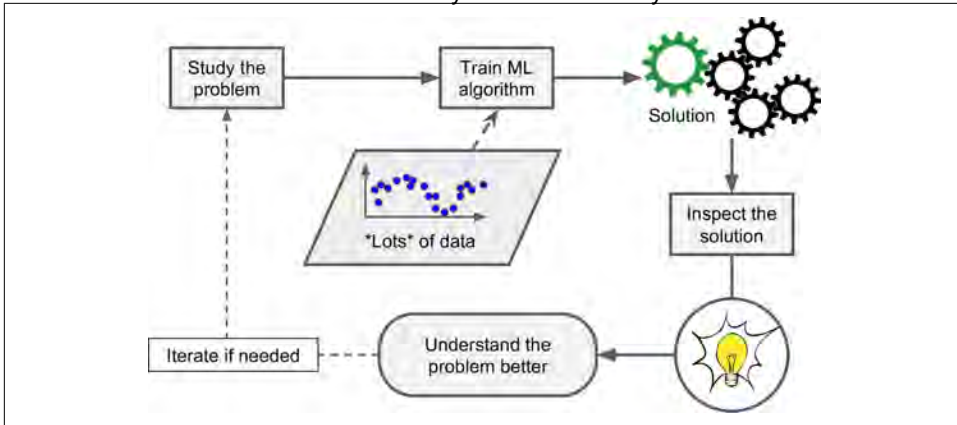 Study the
problem
Train ML
algorithm
Solution
*Lots* of data
Inspect the
solution
Understand the
problem better
Iterate if needed